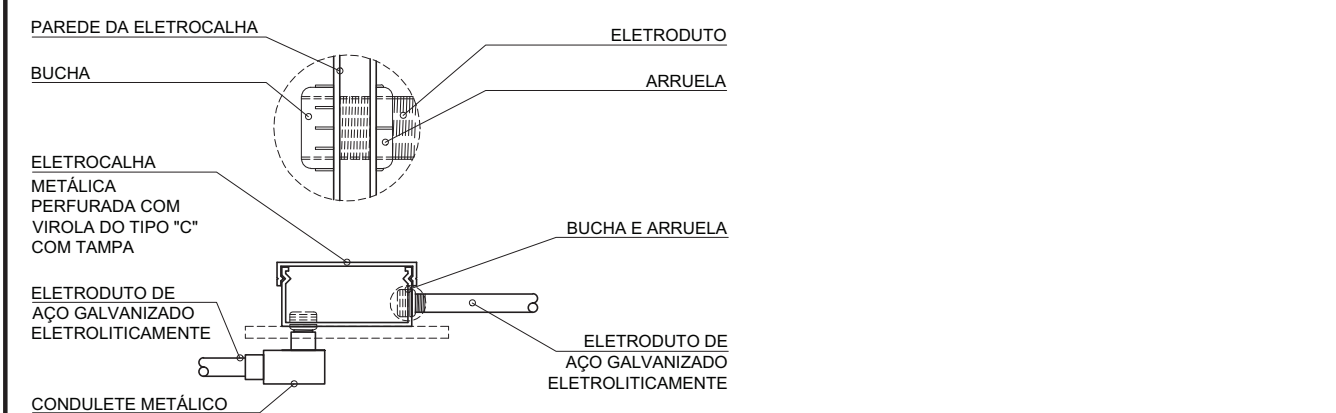 PAREDE DA ELETROCALHA
BUCHA
ELETRODUTO
ARRUELA
ELETROCALHA
METÁLICA
PERFURADA COM
VIROLA DO TIPO "C"
COM TAMPA
BUCHA E ARRUELA
ELETRODUTO DE
AÇO GALVANIZADO
ELETROLITICAMENTE
ELETRODUTO DE
AÇO GALVANIZADO
ELETROLITICAMENTE
CONDULETE METÁLICO